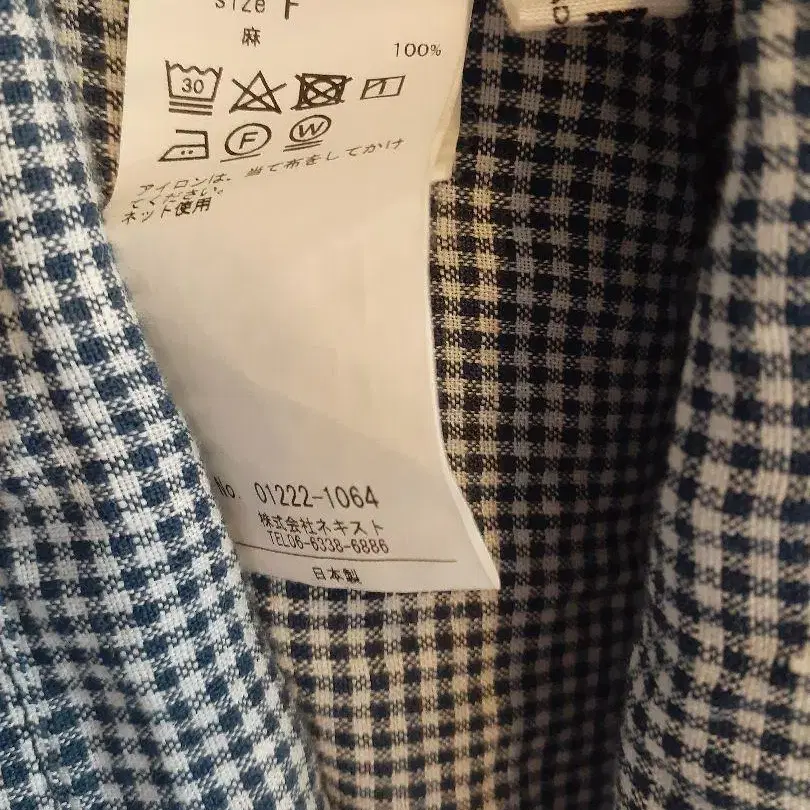 size F
麻
100%
30
F W
アイロンは、当て布をしてかけ
てください。
ネット使用
No. 01222-1064
株式会社ネキスト
TEL06-6338-6886
日本製